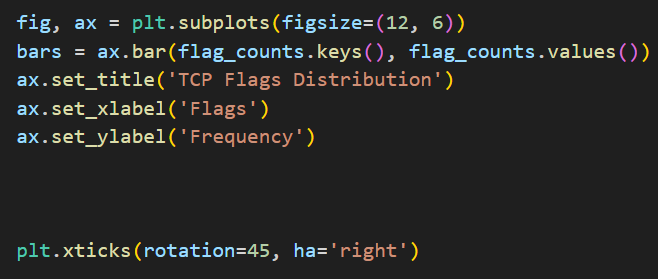 fig, ax = plt.subplots(figsize=(12, 6))
bars = ax.bar(flag_counts.keys(), flag_counts.values())
ax.set_title('TCP Flags Distribution')
ax.set_xlabel('Flags')
ax.set_ylabel('Frequency')
plt.xticks(rotation=45, ha='right')